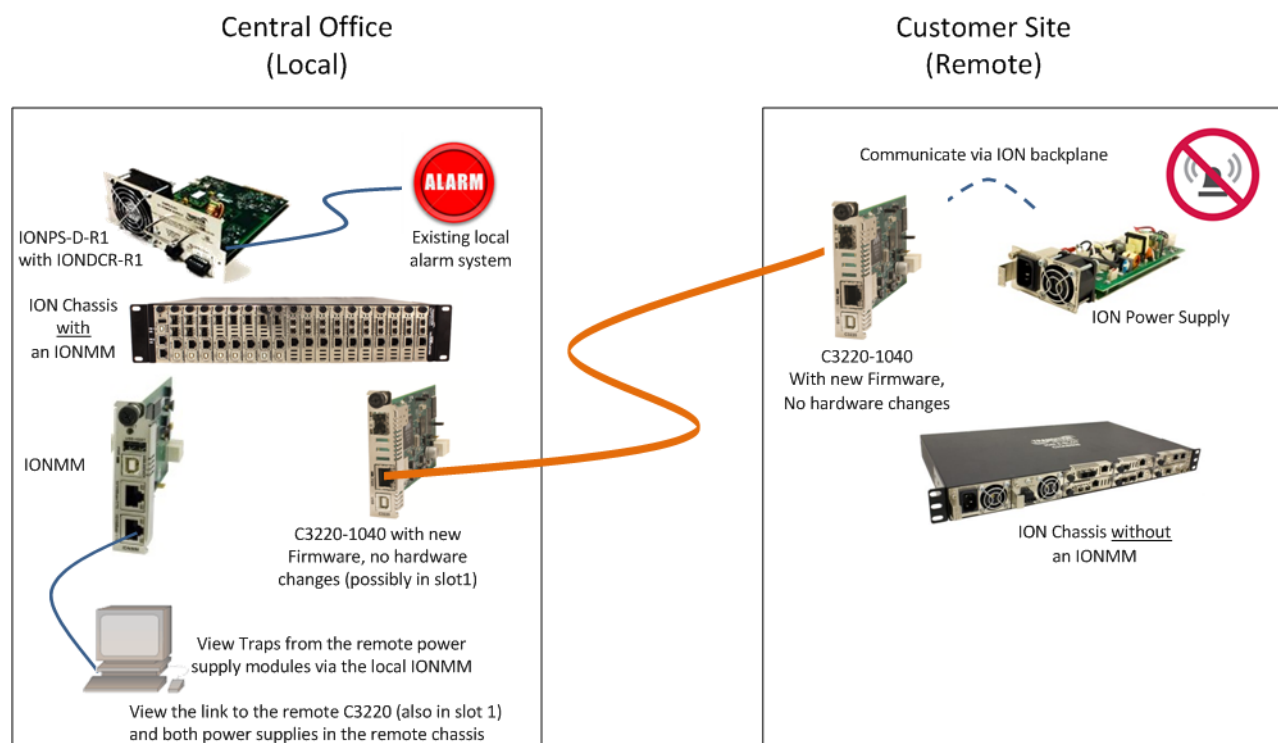 Central Office
(Local)
Customer Site
(Remote)
ALARM
IONPS-D-R1
with IONDCR-R1
Existing local
alarm system
ION Chassis
with
an IONMM
IONMM
C3220-1040 with new
Firmware, no hardware
changes (possibly in slot1)
View Traps from the remote power
supply modules via the local IONMM
View the link to the remote C3220 (also in slot 1)
and both power supplies in the remote chassis
Communicate via ION backplane
ION Power Supply
C3220-1040
With new Firmware,
No hardware changes
ION Chassis without
an IONMM